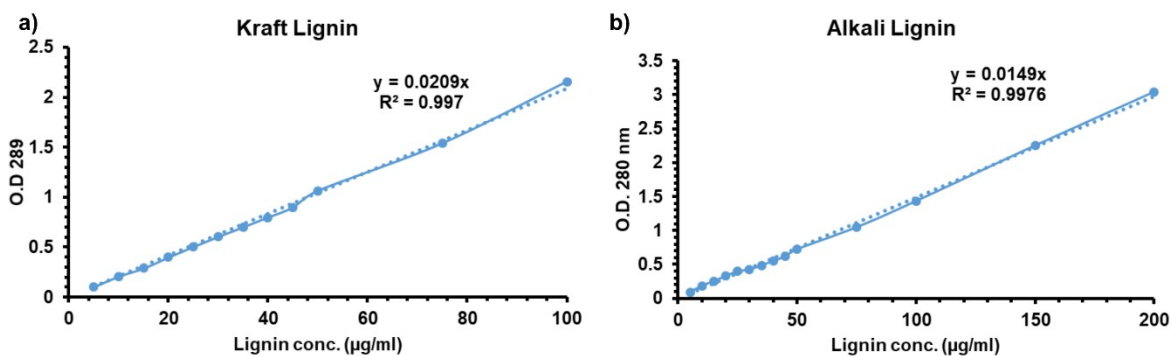 a)
Kraft Lignin
2.5
2
1.5
1
0.5
0
O.D 289
y = 0.0209x
R² = 0.997
0 20 40 60 80 100
Lignin conc. (µg/ml)
b)
Alkali Lignin
3.5
3
2.5
2
1.5
1
0.5
0
O.D. 280 nm
y = 0.0149x
R² = 0.9976
0 50 100 150 200
Lignin conc. (µg/ml)